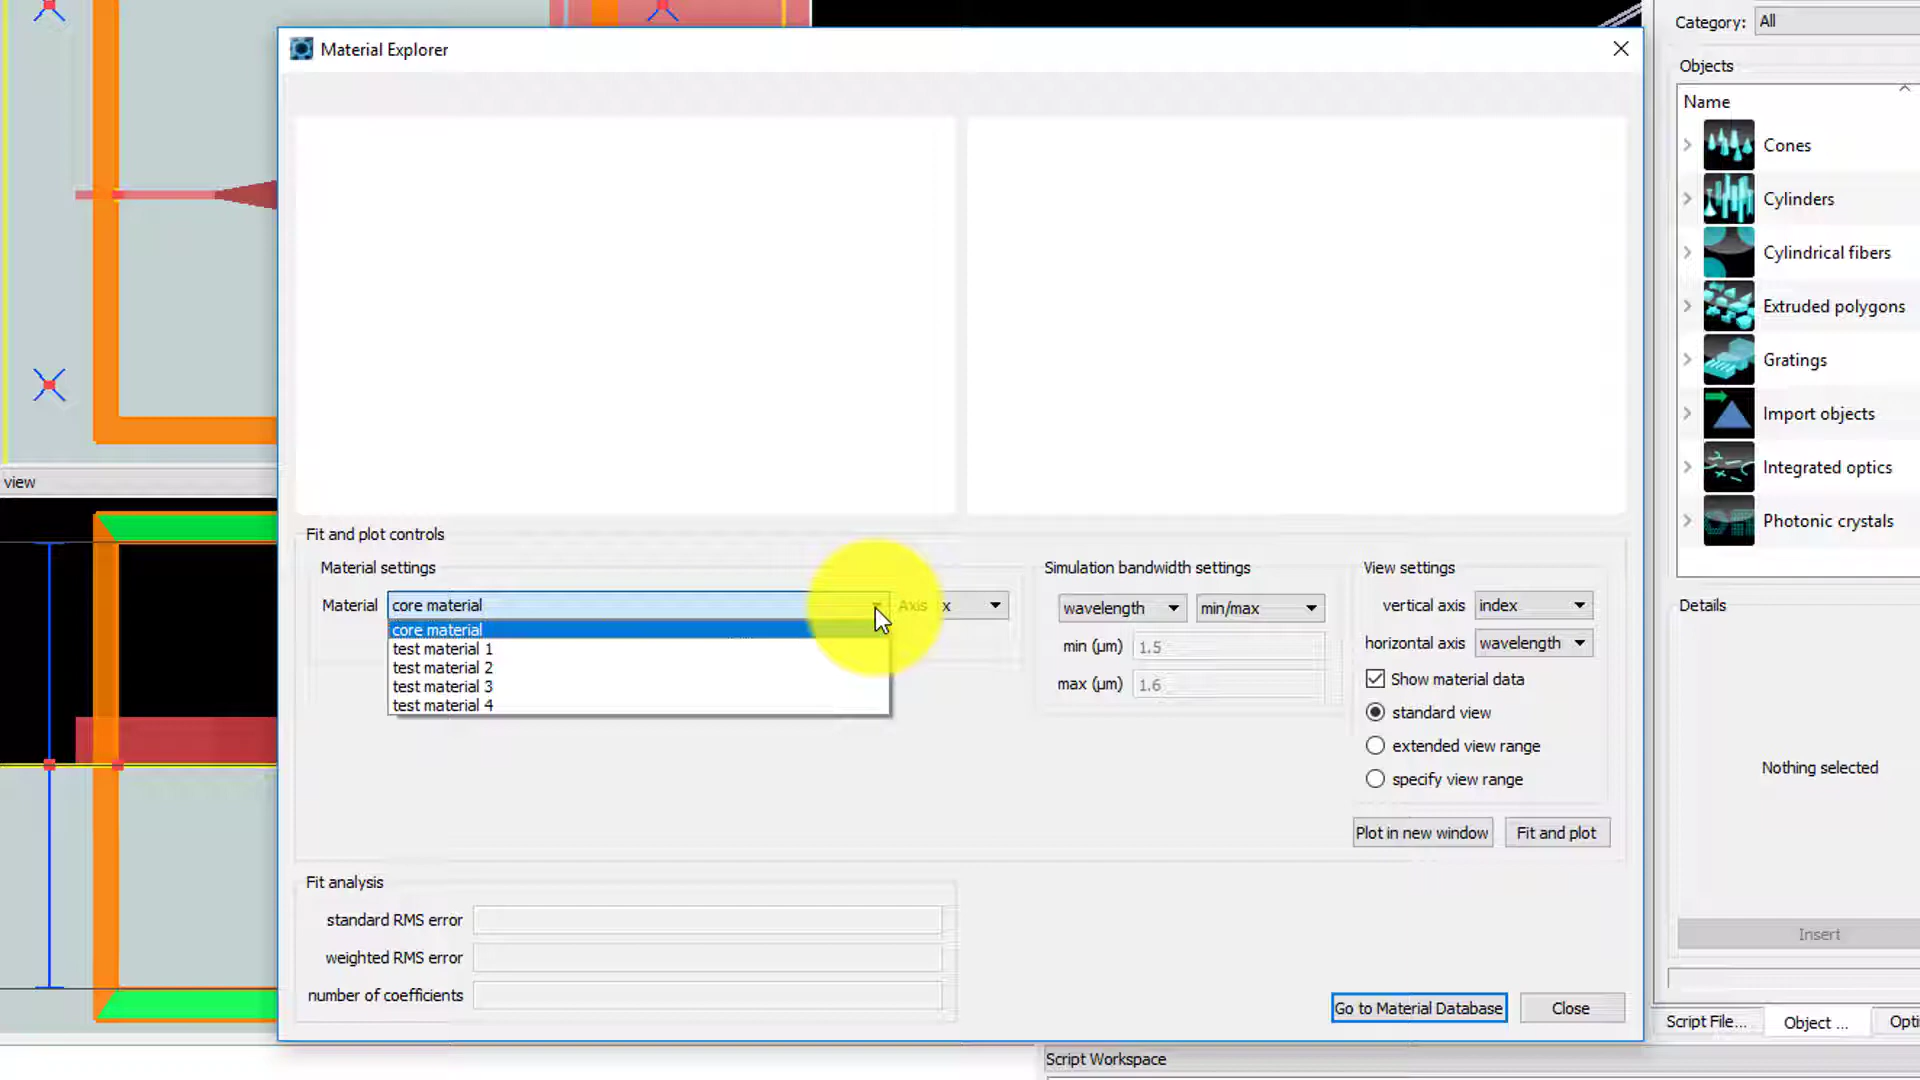 Material Explorer
Category: All
Objects
Name
Cones
Cylinders
Cylindrical fibers
Extruded polygons
Gratings
Import objects
Integrated optics
Photonic crystals
view
Fit and plot controls
Material settings
Material core material Axis x
core material
test material 1
test material 2
test material 3
test material 4
Simulation bandwidth settings
wavelength min/max
min (μm) 1.5
max (μm) 1.6
View settings
vertical axis index
horizontal axis wavelength
Show material data
standard view
extended view range
specify view range
Plot in new window Fit and plot
Details
Nothing selected
Insert
Fit analysis
standard RMS error
weighted RMS error
number of coefficients
Go to Material Database Close
Script File... Object ... Opti
Script Workspace